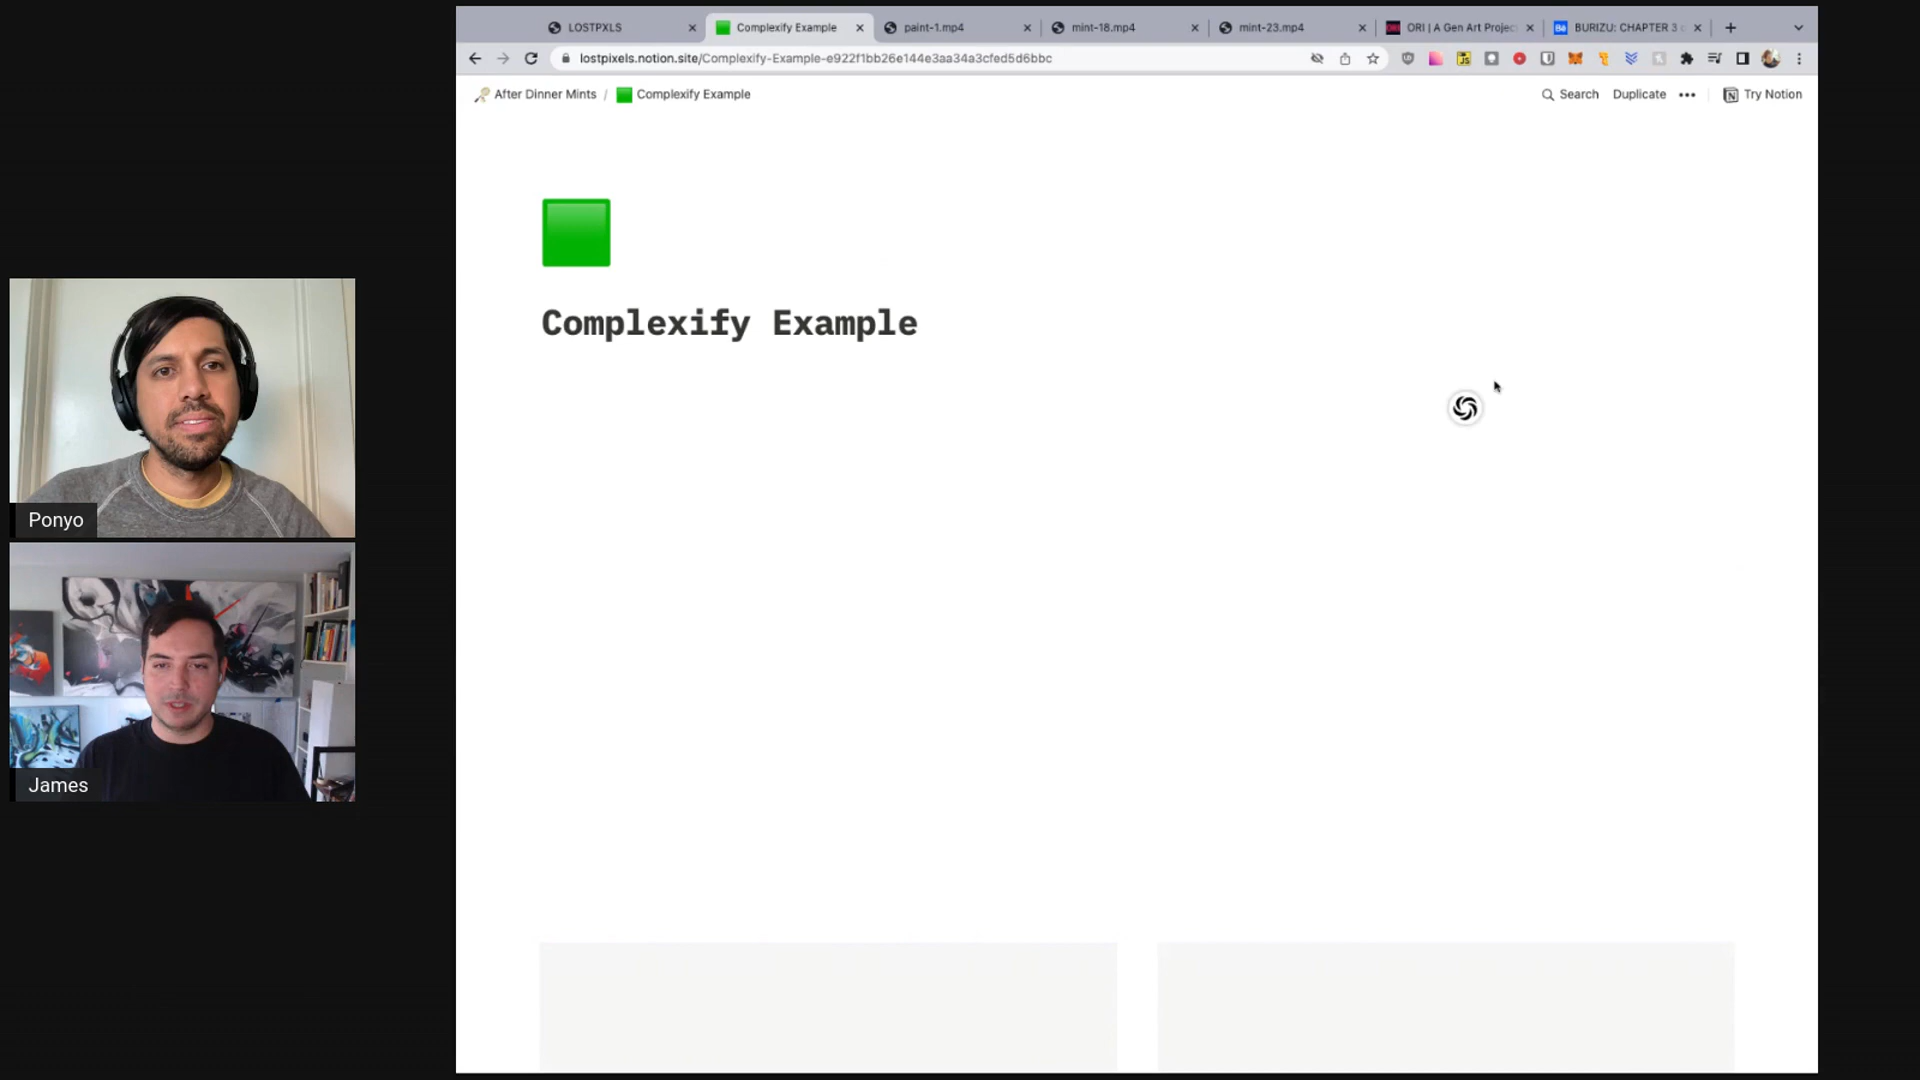 LOSTPXLS
Complexify Example
paint-1.mp4
mint-18.mp4
mint-23.mp4
ORI | A Gen Art Projec
BURIZU: CHAPTER 3
lostpixels.notion.site/Complexify-Example-e922f1bb26e144e3aa34a3cfed5d6bbc
After Dinner Mints / Complexify Example
Search
Duplicate
Try Notion
Complexify Example
Ponyo
James